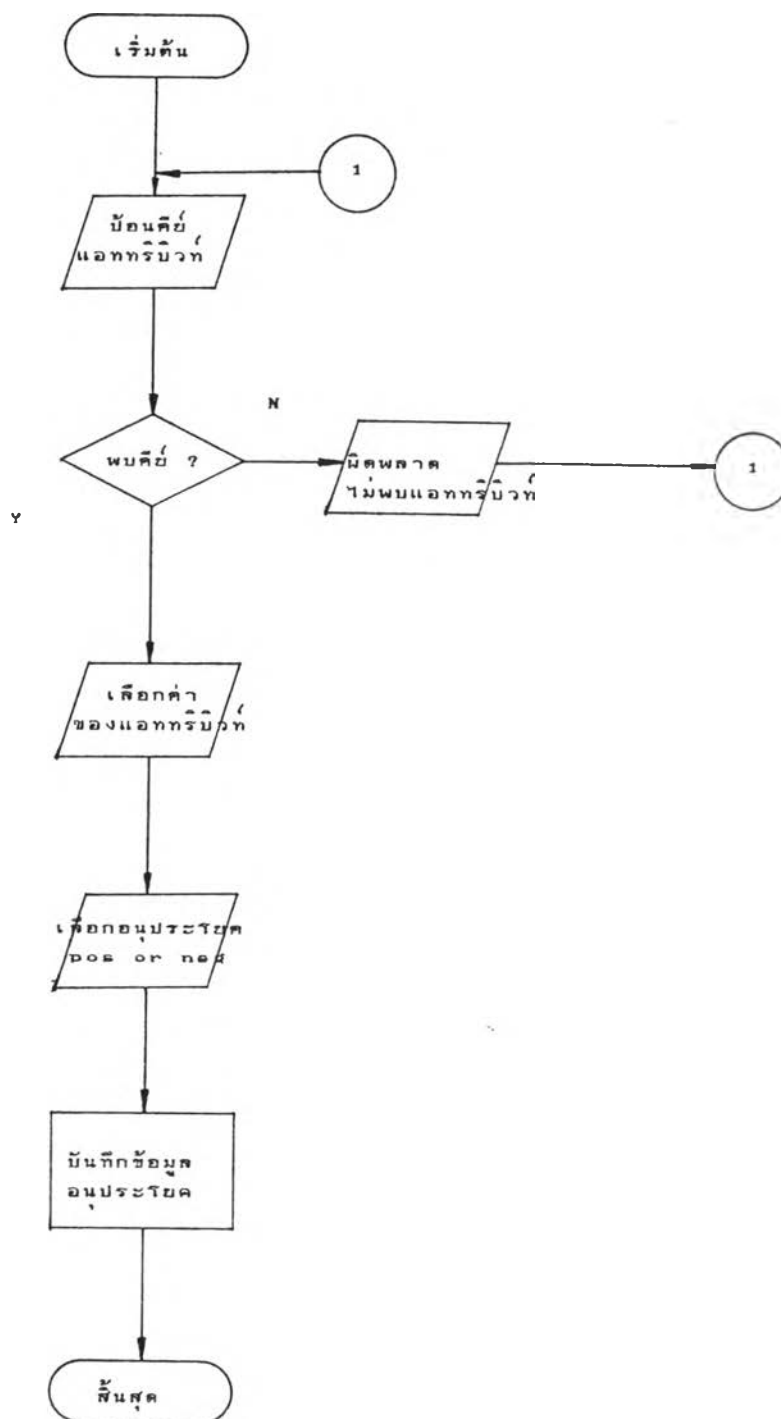 เริ่มต้น
1
ป้อนคีย์
แอททริบิวท์
N
พบคีย์ ?
ผิดพลาด
ไม่พบแอททริบิวท์
1
Y
เลือกค่า
ของแอททริบิวท์
เลือกอนุประโยค
pos or neg
บันทึกข้อมูล
อนุประโยค
สิ้นสุด